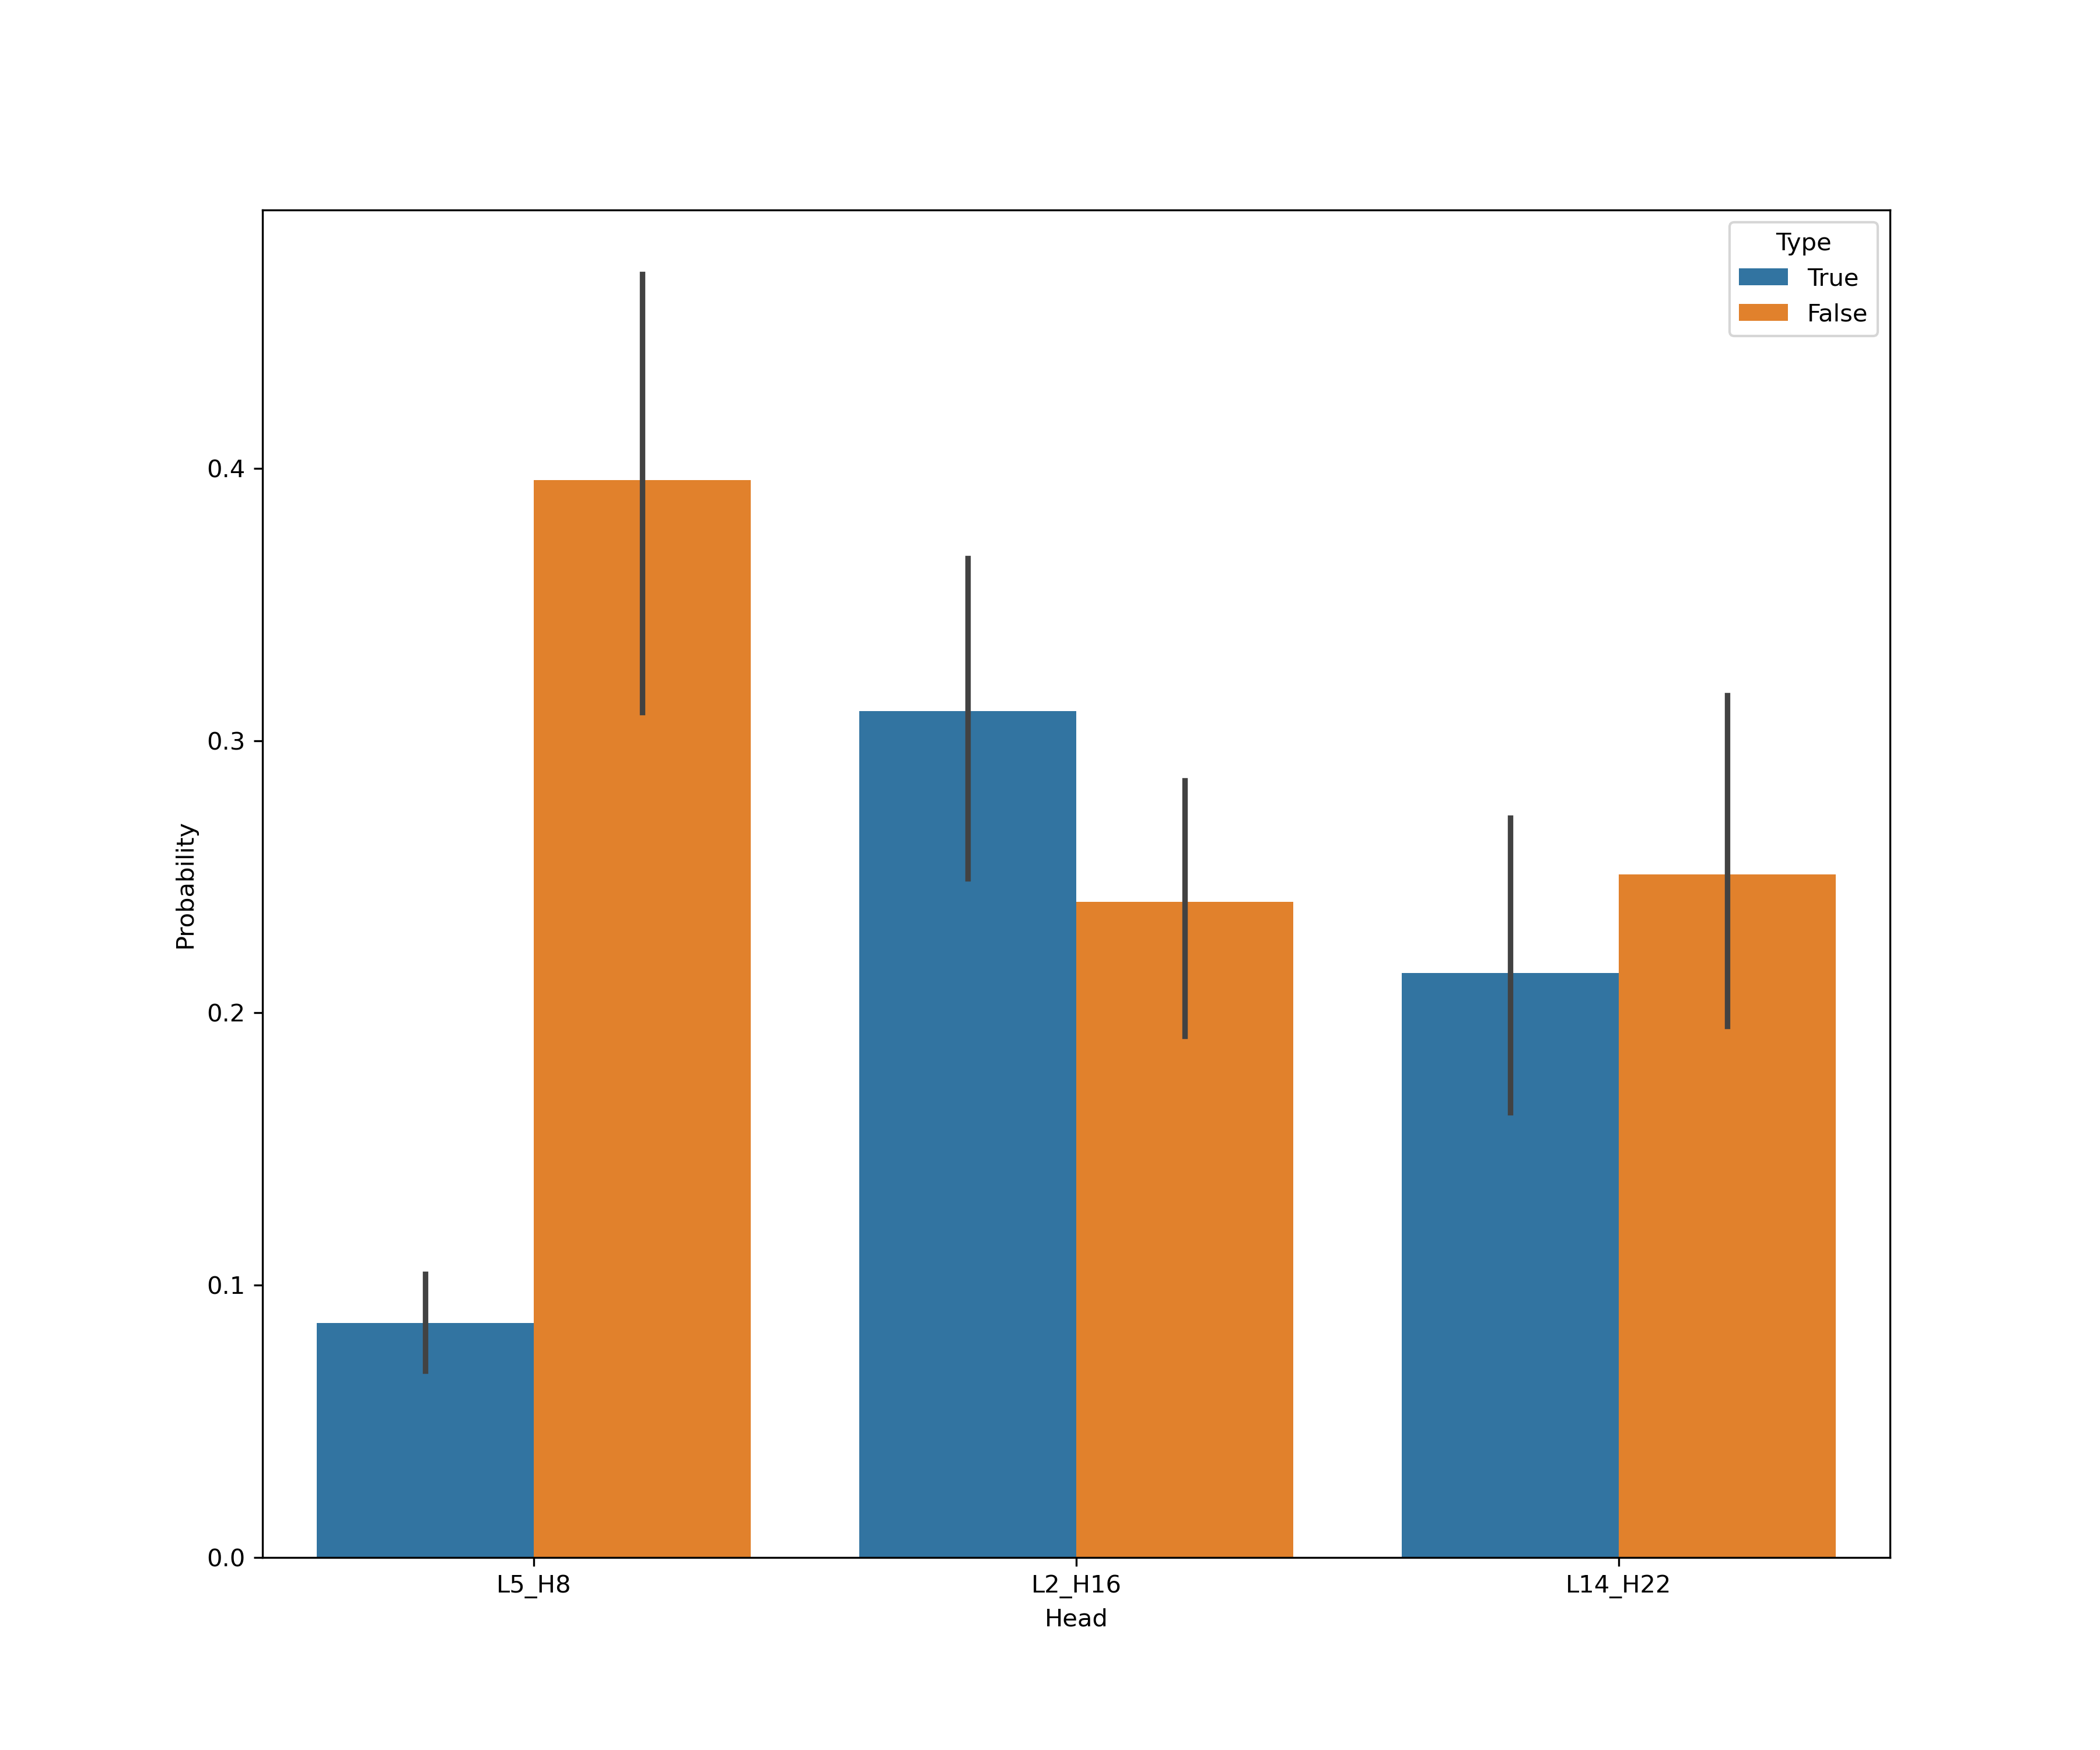 Type
True
False
0.4
0.3
0.2
0.1
0.0
Probability
L5_H8
L2_H16
L14_H22
Head